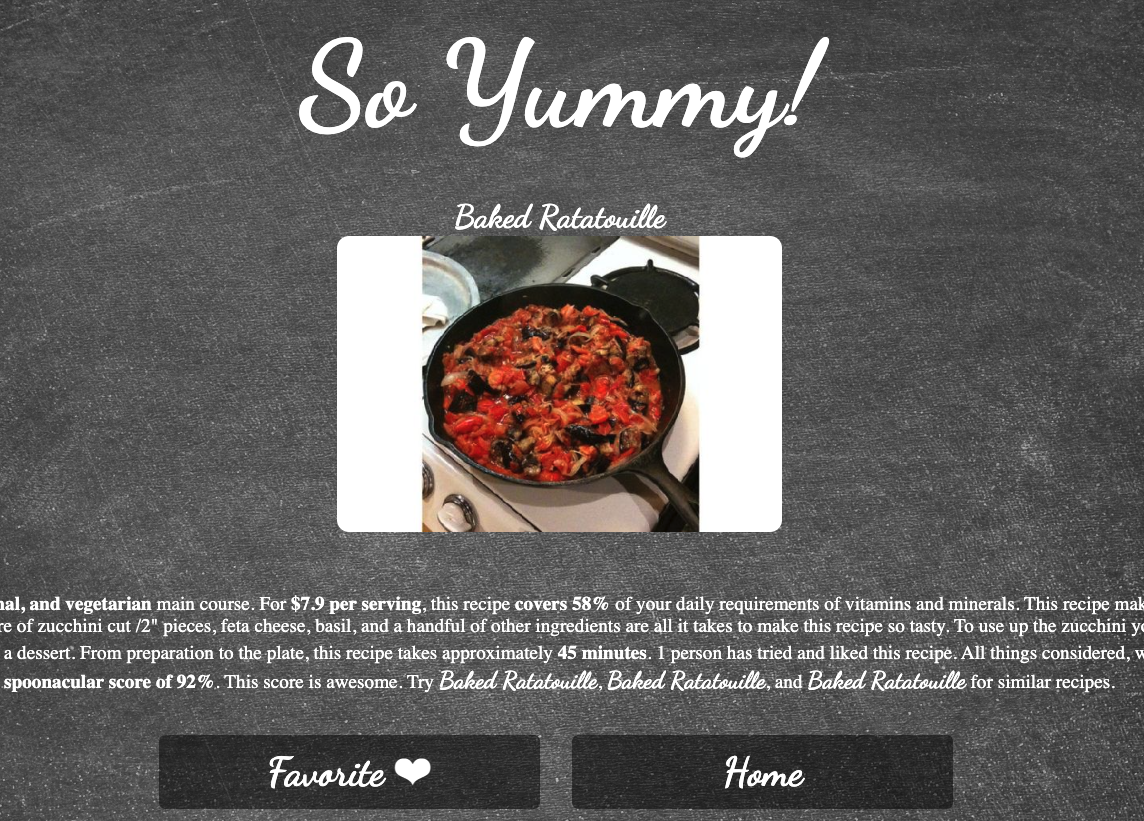 So Yummy!
Baked Ratatouille
and vegetarian main course. For $7.9 per serving, this recipe covers 58% of your daily requirements of vitamins and minerals. This recipe
of zucchini cut /2" pieces, feta cheese, basil, and a handful of other ingredients are all it takes to make this recipe so tasty. To use up the zucchini
a dessert. From preparation to the plate, this recipe takes approximately 45 minutes. 1 person has tried and liked this recipe. All things considered,
spoonacular score of 92%. This score is awesome. Try Baked Ratatouille, Baked Ratatouille, and Baked Ratatouille for similar recipes.
Favorite ❤
Home